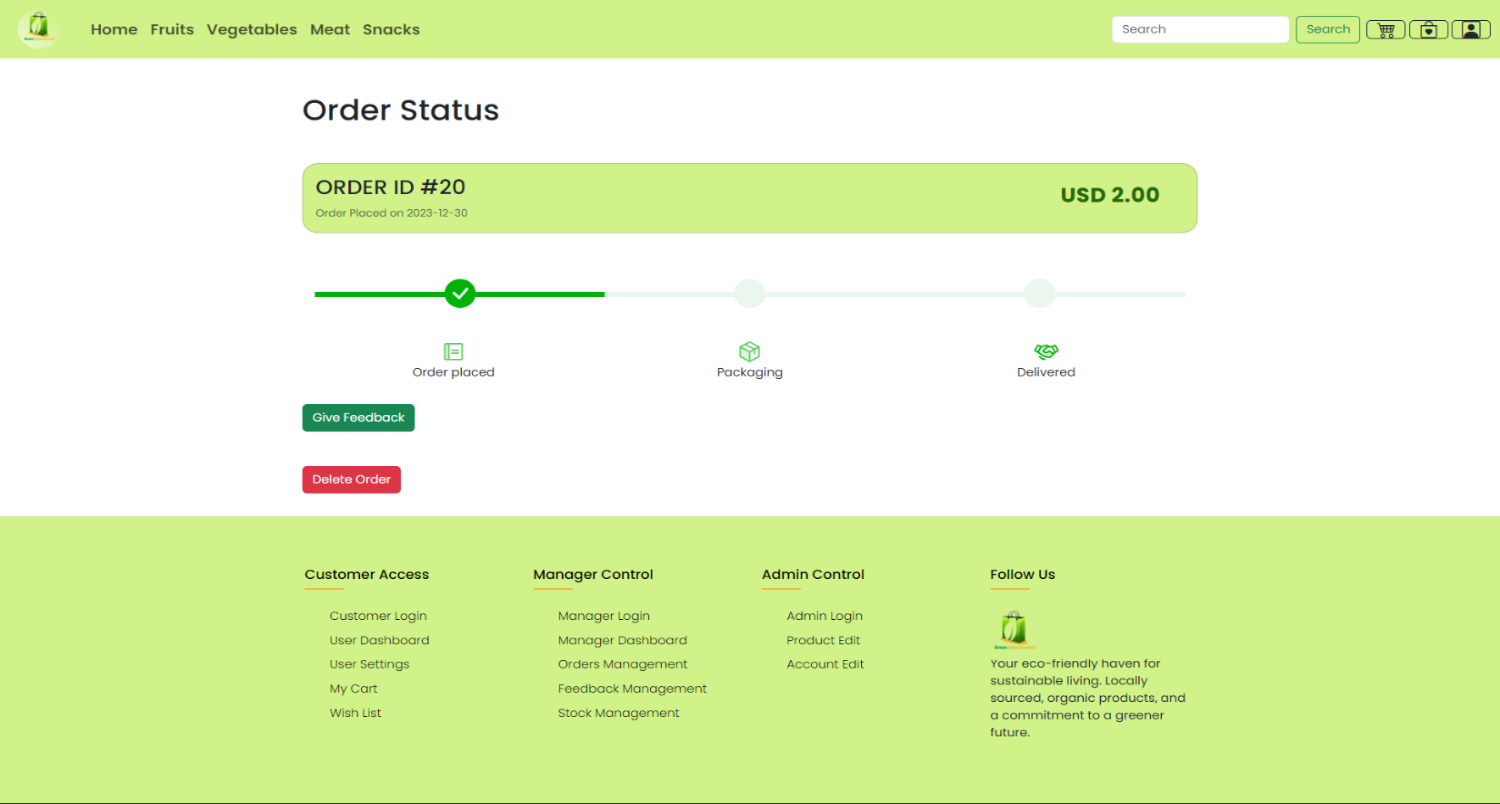 Home Fruits Vegetables Meat Snacks
Search Search
Order Status
ORDER ID #20
Order Placed on 2023-12-30
USD 2.00
Order placed
Packaging
Delivered
Give Feedback
Delete Order
Customer Access
Customer Login
User Dashboard
User Settings
My Cart
Wish List
Manager Control
Manager Login
Manager Dashboard
Orders Management
Feedback Management
Stock Management
Admin Control
Admin Login
Product Edit
Account Edit
Follow Us
Your eco-friendly haven for
sustainable living. Locally
sourced, organic products, and
a commitment to a greener
future.